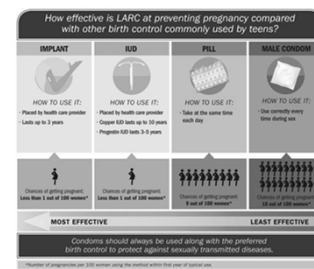 How effective is LARC at preventing pregnancy compared
with other birth control commonly used by teens?
IMPLANT
HOW TO USE IT:
· Placed by health care provider
· Lasts up to 3 years
Chances of getting pregnant:
Less than 1 out of 100 women*
IUD
HOW TO USE IT:
· Placed by health care provider
· Copper IUD lasts up to 10 years
· Progestin IUD lasts 3-5 years
Chances of getting pregnant:
Less than 1 out of 100 women*
PILL
HOW TO USE IT:
· Take at the same time
each day
Chances of getting pregnant:
9 out of 100 women*
MALE CONDOM
HOW TO USE IT:
· Use correctly every
time during sex
Chances of getting pregnant:
18 out of 100 women*
MOST EFFECTIVE
LEAST EFFECTIVE
Condoms should always be used along with the preferred
birth control to protect against sexually transmitted diseases.
*Number of pregnancies per 100 women using the method within first year of typical use.